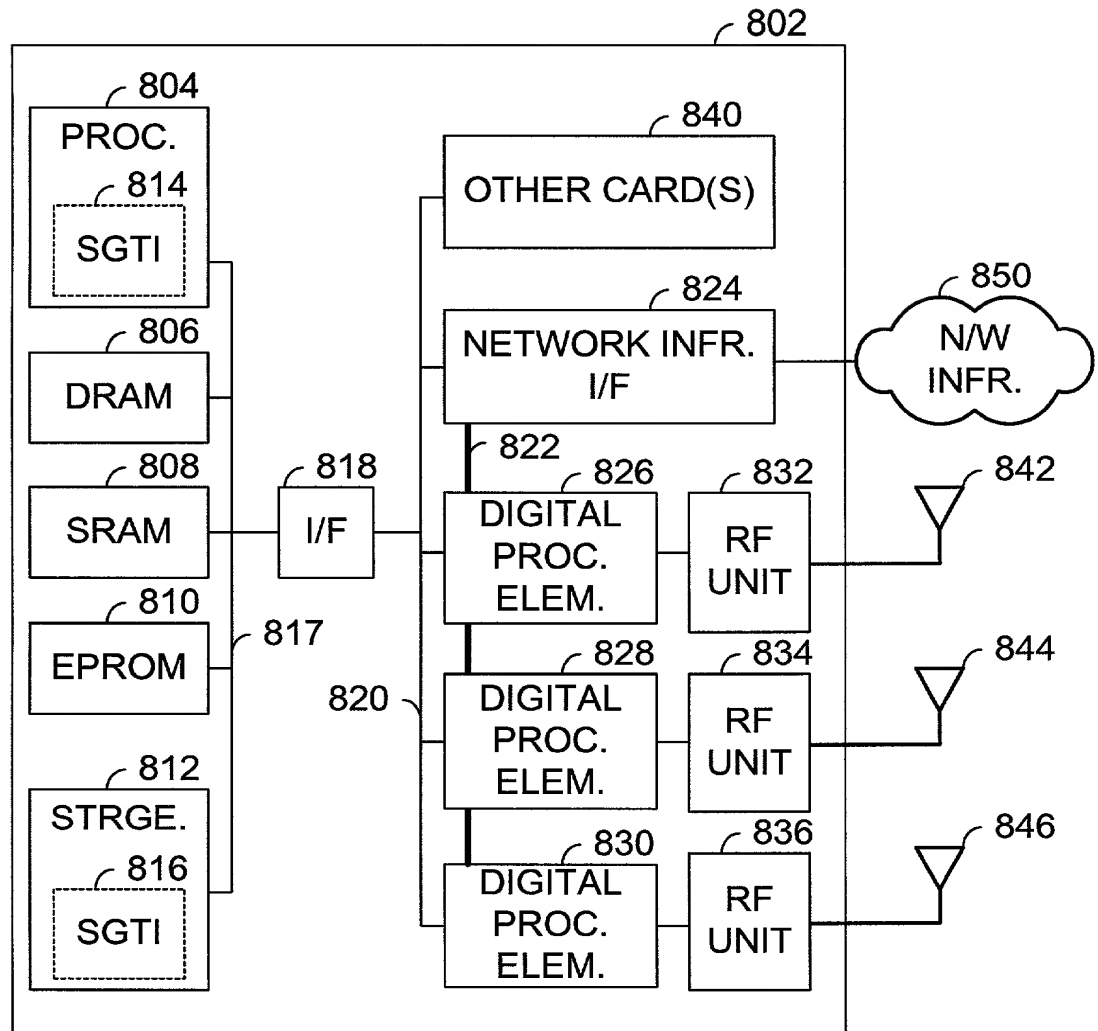 802
804
PROC.
814
SGTI
806
DRAM
808
SRAM
810
EPROM
817
812
STRGE.
816
SGTI
818
I/F
820
840
OTHER CARD(S)
824
NETWORK INFR.
I/F
850
N/W
INFR.
822
826
DIGITAL
PROC.
ELEM.
832
RF
UNIT
842
828
DIGITAL
PROC.
ELEM.
834
RF
UNIT
844
830
DIGITAL
PROC.
ELEM.
836
RF
UNIT
846